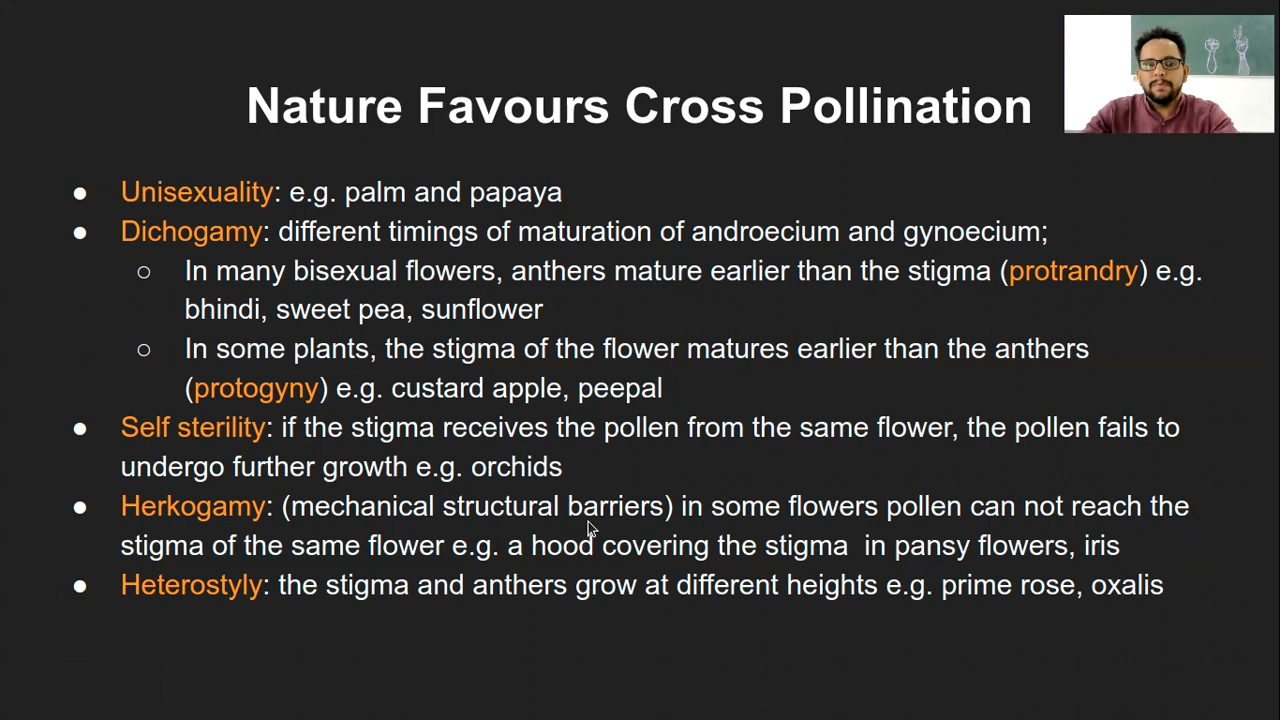 Nature Favours Cross Pollination
● Unisexuality: e.g. palm and papaya
● Dichogamy: different timings of maturation of androecium and gynoecium;
○ In many bisexual flowers, anthers mature earlier than the stigma (protrandry) e.g.
bhindi, sweet pea, sunflower
○ In some plants, the stigma of the flower matures earlier than the anthers
(protogyny) e.g. custard apple, peepal
● Self sterility: if the stigma receives the pollen from the same flower, the pollen fails to
undergo further growth e.g. orchids
● Herkogamy: (mechanical structural barriers) in some flowers pollen can not reach the
stigma of the same flower e.g. a hood covering the stigma  in pansy flowers, iris
● Heterostyly: the stigma and anthers grow at different heights e.g. prime rose, oxalis